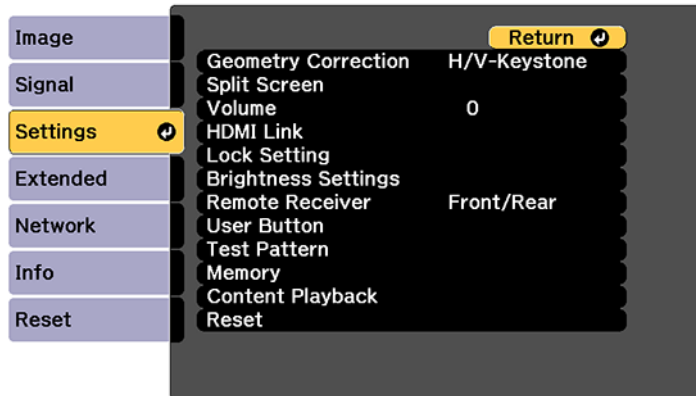 Image
Signal
Settings
Extended
Network
Info
Reset
Return
Geometry Correction H/V-Keystone
Split Screen
Volume 0
HDMI Link
Lock Setting
Brightness Settings
Remote Receiver Front/Rear
User Button
Test Pattern
Memory
Content Playback
Reset